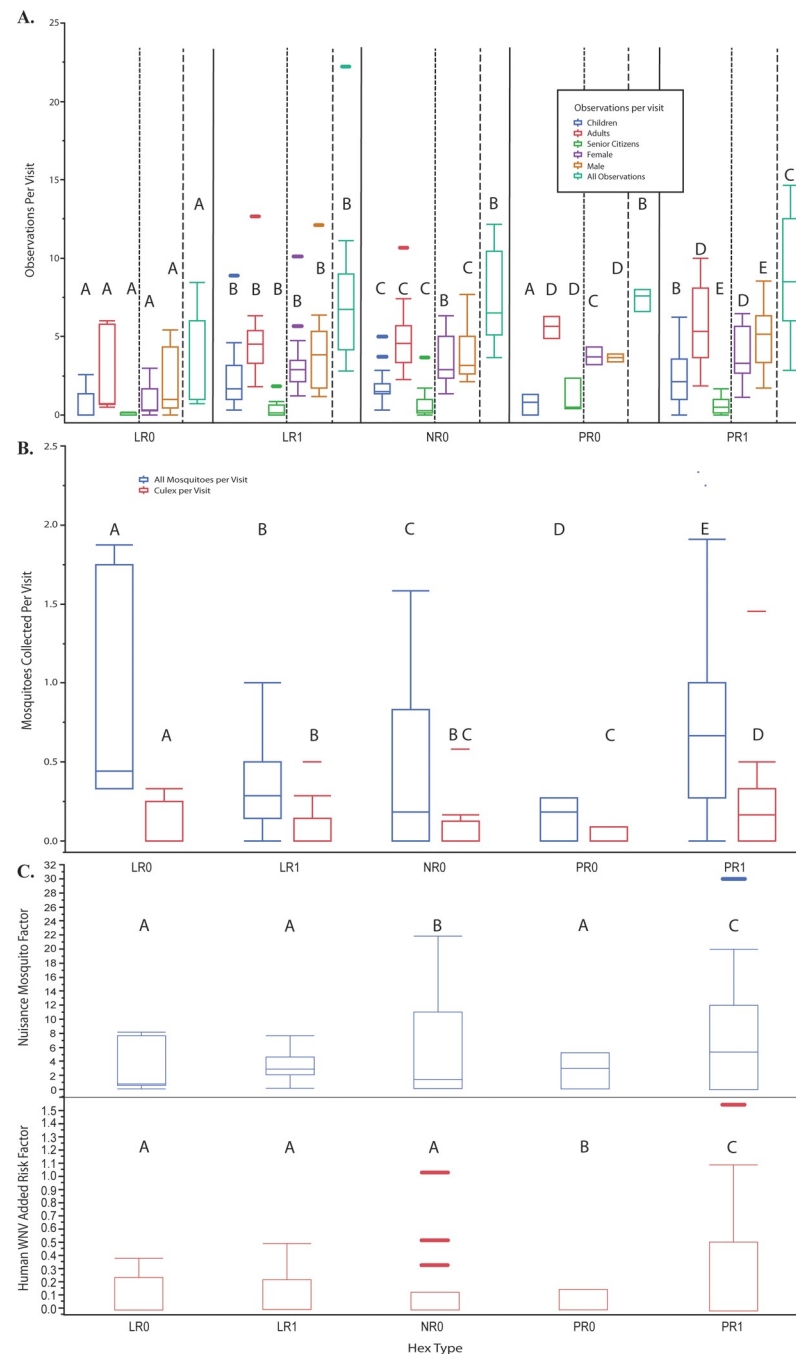 A.
25
20
15
10
5
0
Observations Per Visit
Observations per visit
Children
Adults
Senior Citizens
Female
Male
All Observations
A A A A A A
B B B B B B
C C C B C B
A D D C D B
B D E D E C
LR0 LR1 NR0 PR0 PR1
B.
2.5
2.0
1.5
1.0
0.5
0.0
Mosquitoes Collected Per Visit
All Mosquitoes per Visit
Culex per Visit
A B C D E
A B B C C D
LR0 LR1 NR0 PR0 PR1
C.
32
30
28
26
24
22
20
18
16
14
12
10
8
6
4
2
0
Nuisance Mosquito Factor
A A B A C
1.5
1.4
1.3
1.2
1.1
1.0
0.9
0.8
0.7
0.6
0.5
0.4
0.3
0.2
0.1
0.0
Human WNV Added Risk Factor
A A A B C
LR0 LR1 NR0 PR0 PR1
Hex Type